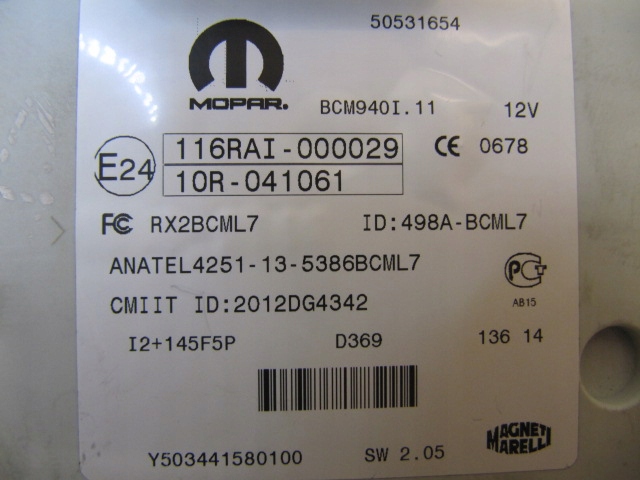 50531654
MOPAR.
BCM940I.11 12V
E24 116RAI-000029 CE 0678
10R-041061
FC RX2BCML7 ID:498A-BCML7
ANATEL4251-13-5386BCML7
PCT
CMIIT ID:2012DG4342 AB15
I2+145F5P D369 136 14
MAGNETI
MARELLI
Y503441580100 SW 2.05